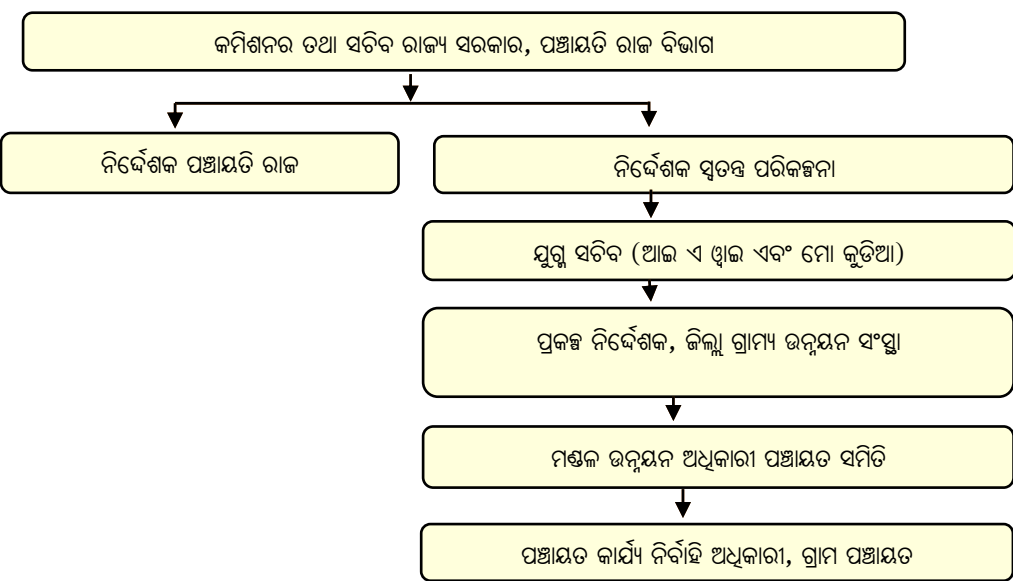 କମିଶନର ତଥା ସଚିବ ରାଜ୍ୟ ସରକାର, ପଞ୍ଚାୟତି ରାଜ ବିଭାଗ
ନିର୍ଦ୍ଦେଶକ ପଞ୍ଚାୟତି ରାଜ
ନିର୍ଦ୍ଦେଶକ ସ୍ୱତନ୍ତ୍ର ପରିକଳ୍ପନା
ଯୁଗ୍ମ ସଚିବ (ଆଇ ଏ ୱାଇ ଏବଂ ମୋ କୁଡିଆ)
ପ୍ରକଳ୍ପ ନିର୍ଦ୍ଦେଶକ, ଜିଲ୍ଲା ଗ୍ରାମ୍ୟ ଉନ୍ନୟନ ସଂସ୍ଥା
ମଣ୍ଡଳ ଉନ୍ନୟନ ଅଧିକାରୀ ପଞ୍ଚାୟତ ସମିତି
ପଞ୍ଚାୟତ କାର୍ଯ୍ୟ ନିର୍ବାହି ଅଧିକାରୀ, ଗ୍ରାମ ପଞ୍ଚାୟତ